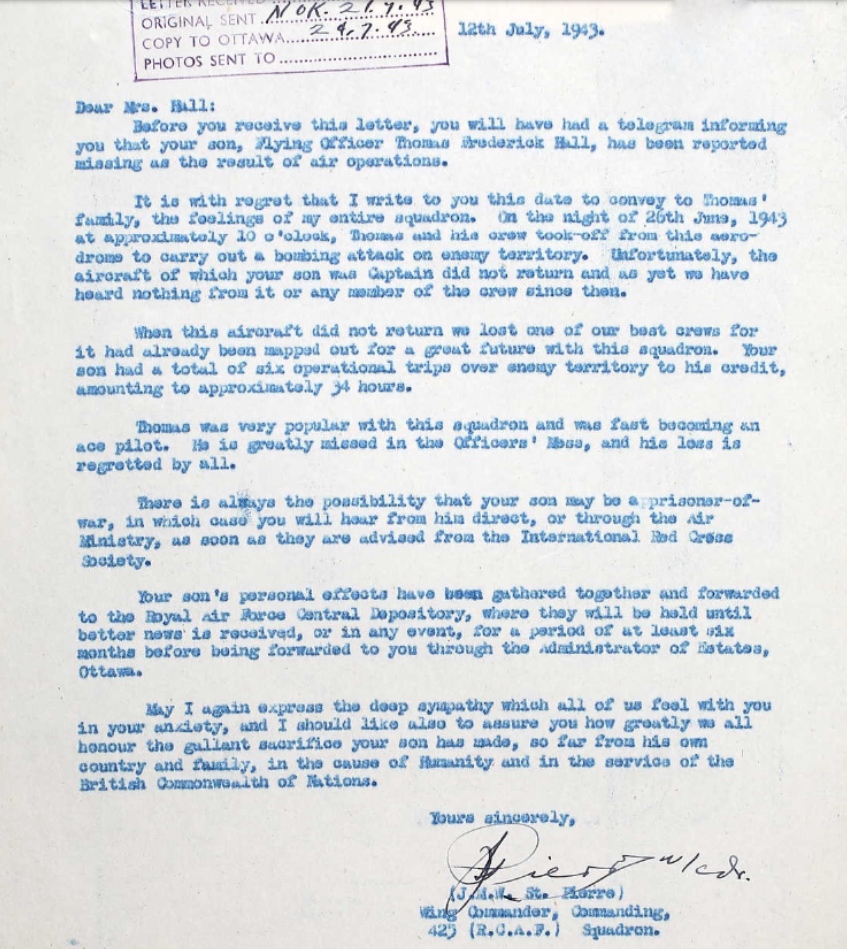 LETTER RECEIVED
ORIGINAL SENT NOK. 21.7.43
COPY TO OTTAWA 24.7.43.
PHOTOS SENT TO
12th July, 1943.
Dear Mrs. Hall:
Before you receive this letter, you will have had a telegram informing
you that your son, Flying Officer Thomas Frederick Hall, has been reported
missing as the result of air operations.
It is with regret that I write to you this date to convey to Thomas'
family, the feelings of my entire squadron. On the night of 26th June, 1943
at approximately 10 o'clock, Thomas and his crew took-off from this aero-
drome to carry out a bombing attack on enemy territory. Unfortunately, the
aircraft of which your son was Captain did not return and as yet we have
heard nothing from it or any member of the crew since then.
When this aircraft did not return we lost one of our best crews for
it had already been mapped out for a great future with this squadron. Your
son had a total of six operational trips over enemy territory to his credit,
amounting to approximately 34 hours.
Thomas was very popular with this squadron and was fast becoming an
ace pilot. He is greatly missed in the Officers' Mess, and his loss is
regretted by all.
There is always the possibility that your son may be a prisoner-of-
war, in which case you will hear from him direct, or through the Air
Ministry, as soon as they are advised from the International Red Cross
Society.
Your son's personal effects have been gathered together and forwarded
to the Royal Air Force Central Depository, where they will be held until
better news is received, or in any event, for a period of at least six
months before being forwarded to you through the Administrator of Estates,
Ottawa.
May I again express the deep sympathy which all of us feel with you
in your anxiety, and I should like also to assure you how greatly we all
honour the gallant sacrifice your son has made, so far from his own
country and family, in the cause of Humanity and in the service of the
British Commonwealth of Nations.
Yours sincerely,
W/cdr.
(J.M.W. St. Pierre)
Wing Commander, Commanding,
425 (R.C.A.F.) Squadron.